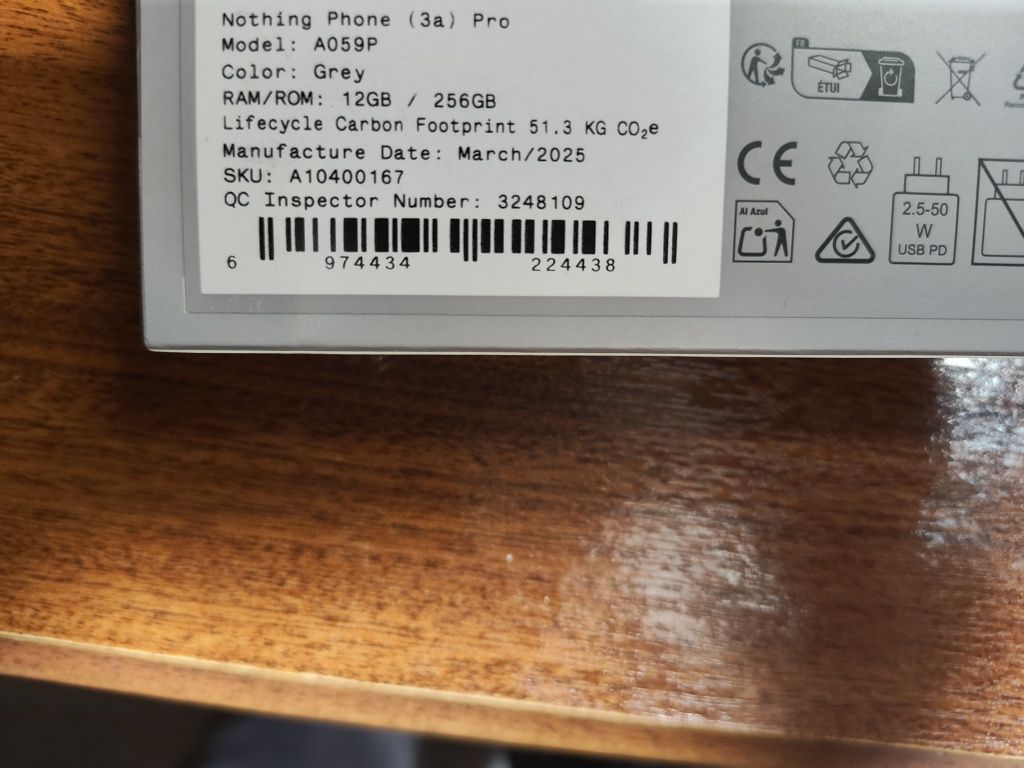 Nothing Phone (3a) Pro
Model: A059P
Color: Grey
RAM/ROM: 12GB / 256GB
Lifecycle Carbon Footprint 51.3 KG CO₂e
Manufacture Date: March/2025
SKU: A10400167
QC Inspector Number: 3248109
6 974434 224438
FR
ÉTUI
CE
Al Azul
2.5-50
W
USB PD